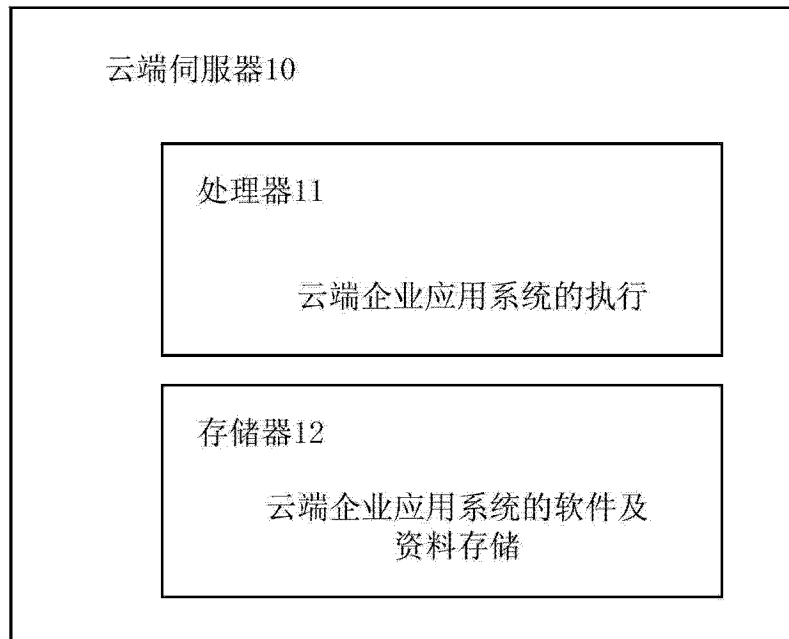 云端伺服器10
处理器11
云端企业应用系统的执行
存储器12
云端企业应用系统的软件及
资料存储